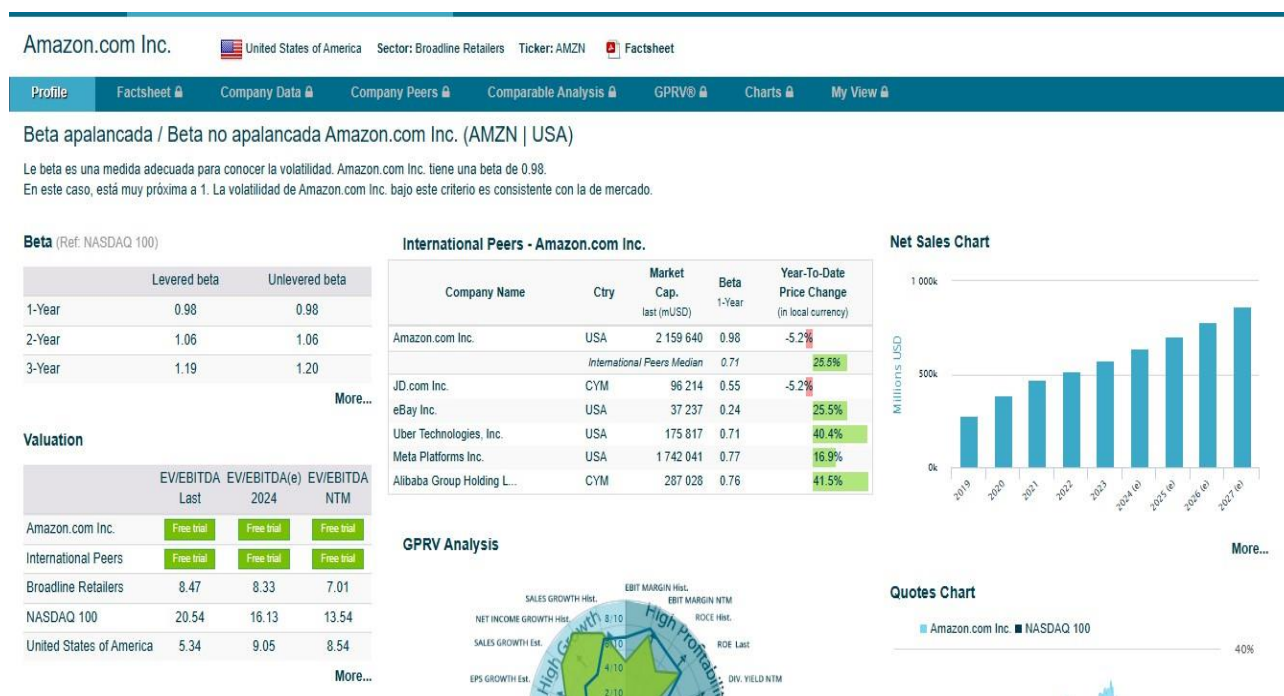 Amazon.com Inc. United States of America Sector: Broadline Retailers Ticker: AMZN Factsheet
Profile Factsheet Company Data Company Peers Comparable Analysis GPRV® Charts My View
Beta apalancada / Beta no apalancada Amazon.com Inc. (AMZN | USA)
Le beta es una medida adecuada para conocer la volatilidad. Amazon.com Inc. tiene una beta de 0.98.
En este caso, está muy próxima a 1. La volatilidad de Amazon.com Inc. bajo este criterio es consistente con la de mercado.
Beta (Ref: NASDAQ 100)
Levered beta Unlevered beta
1-Year 0.98 0.98
2-Year 1.06 1.06
3-Year 1.19 1.20
More...
Valuation
EV/EBITDA EV/EBITDA(e) EV/EBITDA
Last 2024 NTM
Amazon.com Inc. Free trial Free trial Free trial
International Peers Free trial Free trial Free trial
Broadline Retailers 8.47 8.33 7.01
NASDAQ 100 20.54 16.13 13.54
United States of America 5.34 9.05 8.54
More...
International Peers - Amazon.com Inc.
Company Name Ctry Market Cap. last (mUSD) Beta 1-Year Year-To-Date Price Change (in local currency)
Amazon.com Inc. USA 2 159 640 0.98 -5.2%
International Peers Median 0.71 25.5%
JD.com Inc. CYM 96 214 0.55 -5.2%
eBay Inc. USA 37 237 0.24 25.5%
Uber Technologies, Inc. USA 175 817 0.71 40.4%
Meta Platforms Inc. USA 1 742 041 0.77 16.9%
Alibaba Group Holding L... CYM 287 028 0.76 41.5%
GPRV Analysis
EBIT MARGIN Hist.
SALES GROWTH Hist. EBIT MARGIN NTM
NET INCOME GROWTH Hist. 8/10 ROCE Hist.
SALES GROWTH Est. 6/10 ROE Last
EPS GROWTH Est. 4/10 DIV. YIELD NTM
2/10
High Growth
High Profitabil
Net Sales Chart
1 000k
Millions USD
500k
0k
2019 2020 2021 2022 2023 2024 (e) 2025 (e) 2026 (e) 2027 (e)
More...
Quotes Chart
Amazon.com Inc. NASDAQ 100
40%